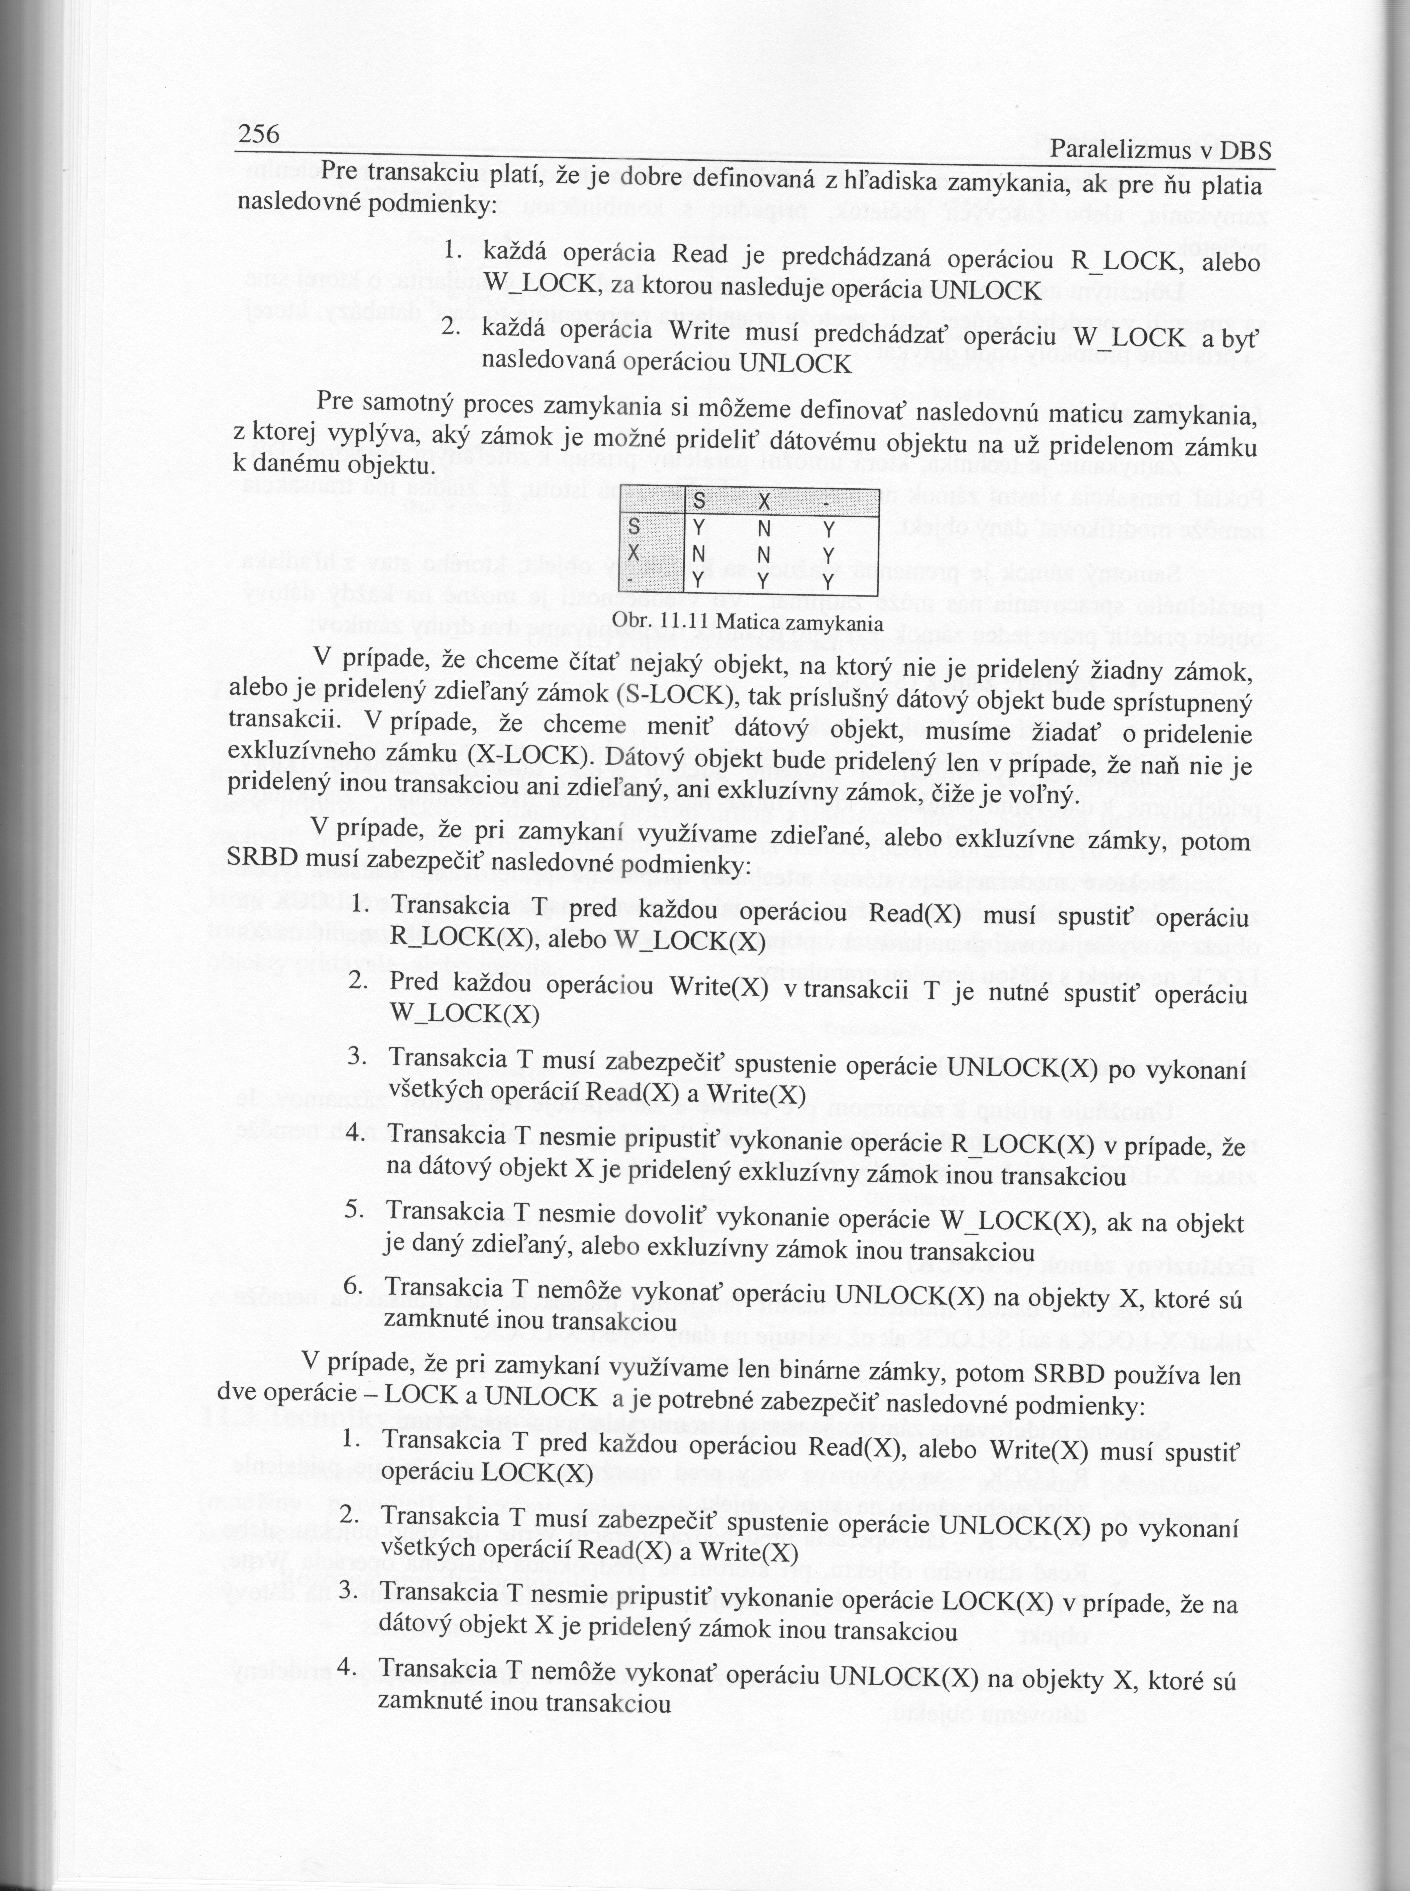 256
Paralelizmus v DBS
Pre transakciu platí, že je dobre definovaná z hľadiska zamykania, ak pre ňu platia
nasledovné podmienky:
1. každá operácia Read je predchádzaná operáciou R_LOCK, alebo
W_LOCK, za ktorou nasleduje operácia UNLOCK
2. každá operácia Write musí predchádzať operáciu W_LOCK a byť
nasledovaná operáciou UNLOCK
Pre samotný proces zamykania si môžeme definovať nasledovnú maticu zamykania,
z ktorej vyplýva, aký zámok je možné prideliť dátovému objektu na už pridelenom zámku
k danému objektu.
S X -
S Y N Y
X N N Y
- Y Y Y
Obr. 11.11 Matica zamykania
V prípade, že chceme čítať nejaký objekt, na ktorý nie je pridelený žiadny zámok,
alebo je pridelený zdieľaný zámok (S-LOCK), tak príslušný dátový objekt bude sprístupnený
transakcii. V prípade, že chceme meniť dátový objekt, musíme žiadať o pridelenie
exkluzívneho zámku (X-LOCK). Dátový objekt bude pridelený len v prípade, že naň nie je
pridelený inou transakciou ani zdieľaný, ani exkluzívny zámok, čiže je voľný.
V prípade, že pri zamykaní využívame zdieľané, alebo exkluzívne zámky, potom
SRBD musí zabezpečiť nasledovné podmienky:
1. Transakcia T pred každou operáciou Read(X) musí spustiť operáciu
R_LOCK(X), alebo W_LOCK(X)
2. Pred každou operáciou Write(X) v transakcii T je nutné spustiť operáciu
W_LOCK(X)
3. Transakcia T musí zabezpečiť spustenie operácie UNLOCK(X) po vykonaní
všetkých operácií Read(X) a Write(X)
4. Transakcia T nesmie pripustiť vykonanie operácie R_LOCK(X) v prípade, že
na dátový objekt X je pridelený exkluzívny zámok inou transakciou
5. Transakcia T nesmie dovoliť vykonanie operácie W_LOCK(X), ak na objekt
je daný zdieľaný, alebo exkluzívny zámok inou transakciou
6. Transakcia T nemôže vykonať operáciu UNLOCK(X) na objekty X, ktoré sú
zamknuté inou transakciou
V prípade, že pri zamykaní využívame len binárne zámky, potom SRBD používa len
dve operácie – LOCK a UNLOCK a je potrebné zabezpečiť nasledovné podmienky:
1. Transakcia T pred každou operáciou Read(X), alebo Write(X) musí spustiť
operáciu LOCK(X)
2. Transakcia T musí zabezpečiť spustenie operácie UNLOCK(X) po vykonaní
všetkých operácií Read(X) a Write(X)
3. Transakcia T nesmie pripustiť vykonanie operácie LOCK(X) v prípade, že na
dátový objekt X je pridelený zámok inou transakciou
4. Transakcia T nemôže vykonať operáciu UNLOCK(X) na objekty X, ktoré sú
zamknuté inou transakciou